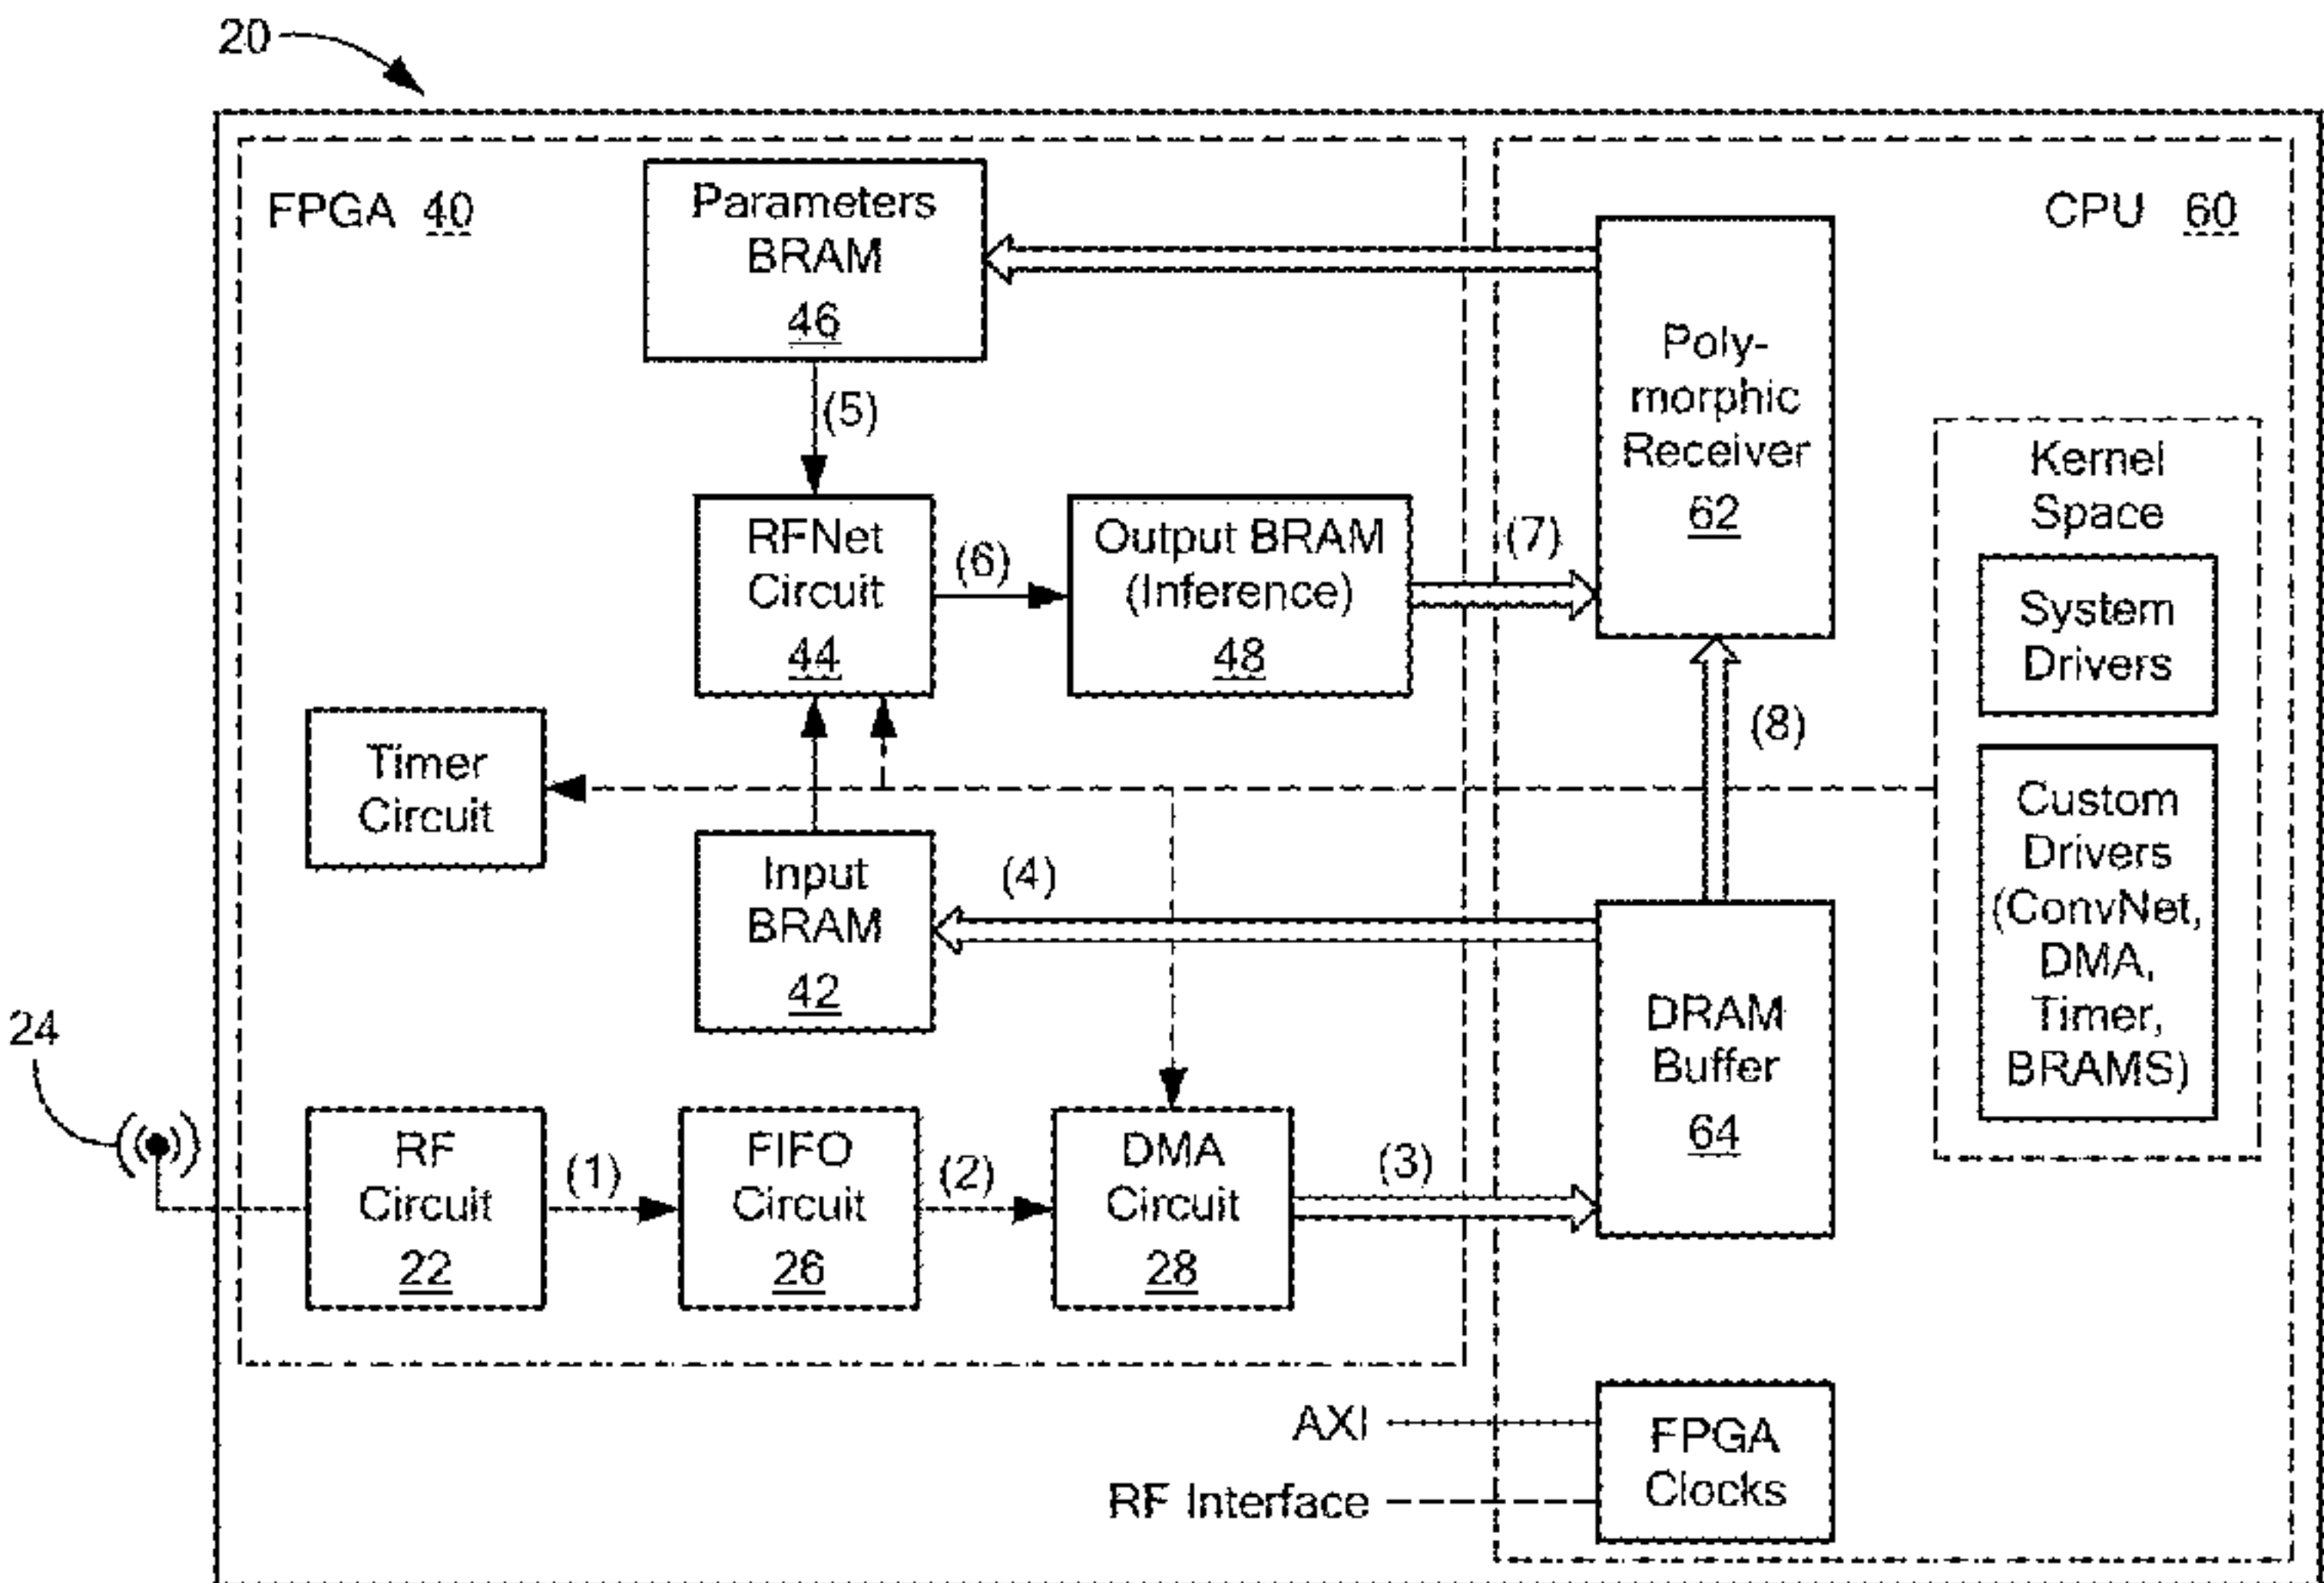 20
FPGA 40
Parameters
BRAM
46
CPU 60
Poly-
morphic
Receiver
62
(5)
RFNet
Circuit
44
(6)
Output BRAM
(Inference)
48
(7)
Kernel
Space
System
Drivers
Custom
Drivers
(ConvNet,
DMA,
Timer,
BRAMS)
(8)
Timer
Circuit
Input
BRAM
42
(4)
DRAM
Buffer
64
24
RF
Circuit
22
(1)
FIFO
Circuit
26
(2)
DMA
Circuit
28
(3)
AXI
RF Interface
FPGA
Clocks